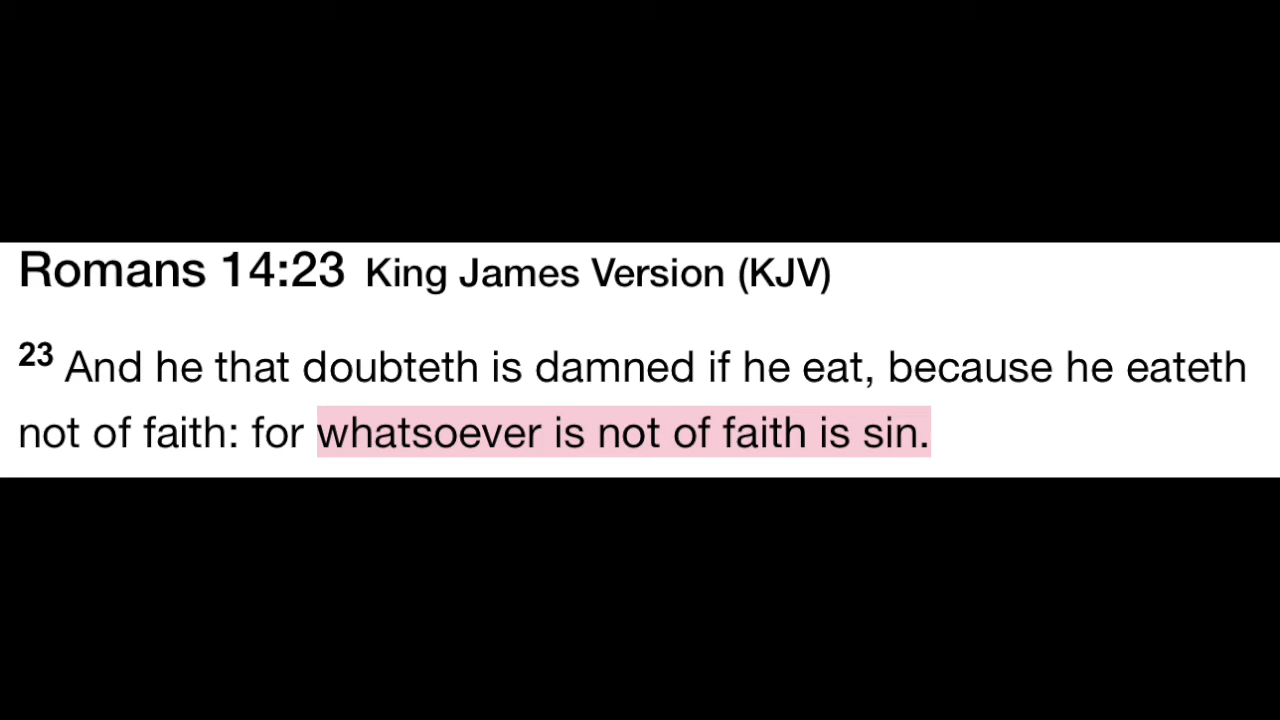 Romans 14:23 King James Version (KJV)
23 And he that doubteth is damned if he eat, because he eateth
not of faith: for whatsoever is not of faith is sin.